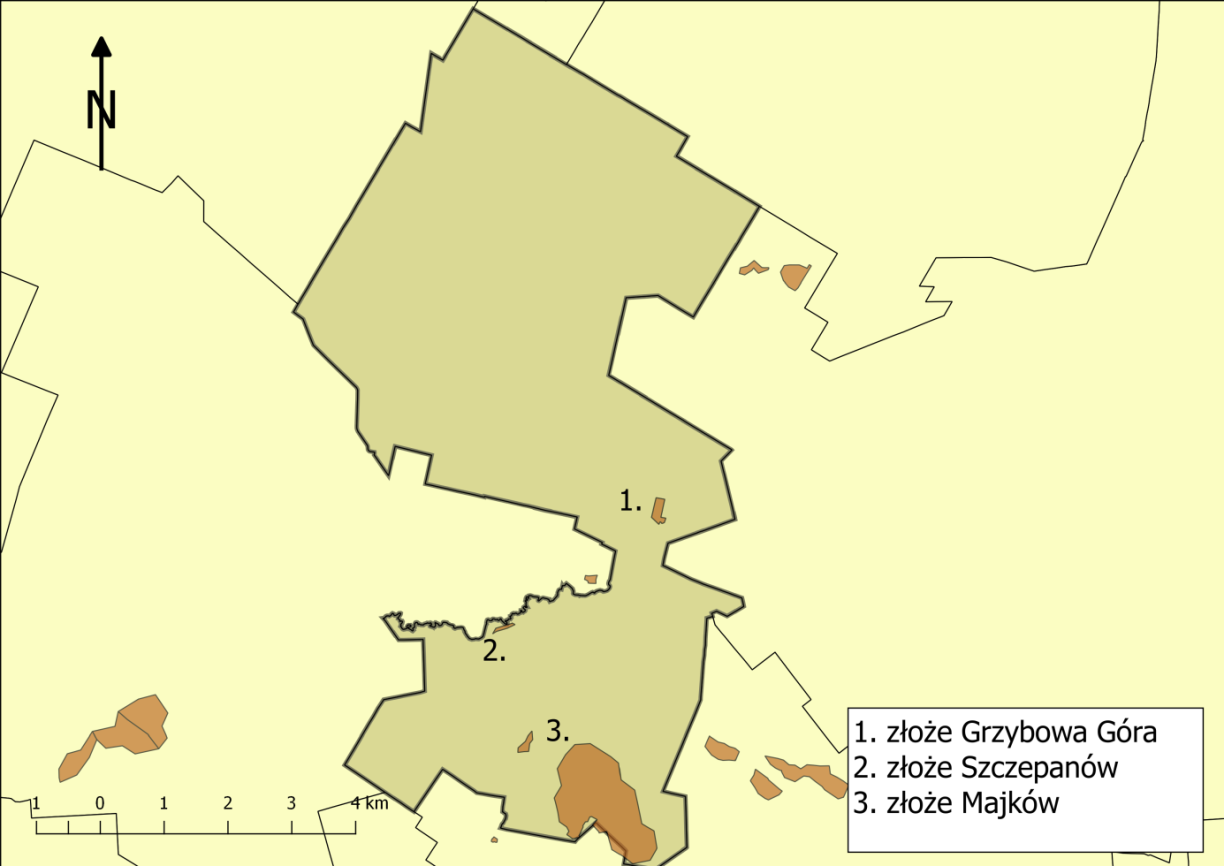 N
1.
2.
3.
1 0 1 2 3 4 km
1. złoże Grzybowa Góra
2. złoże Szczepanów
3. złoże Majków